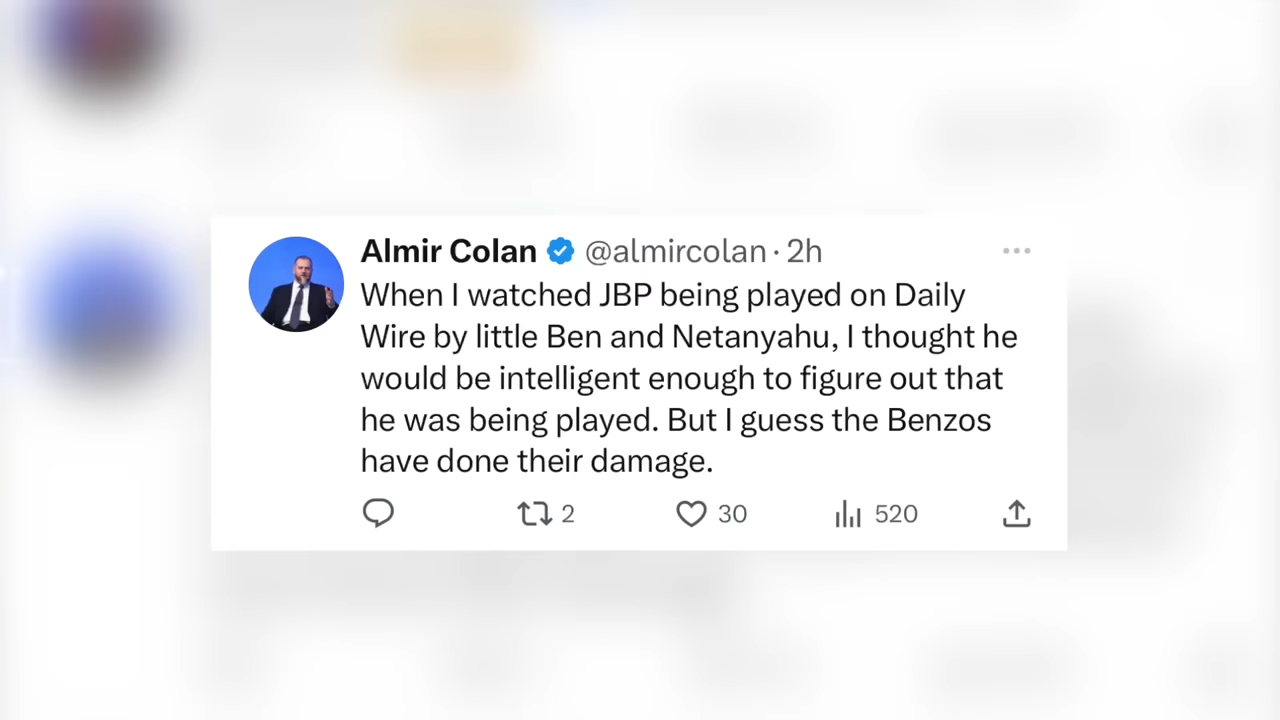 Almir Colan @almircolan · 2h
When I watched JBP being played on Daily
Wire by little Ben and Netanyahu, I thought he
would be intelligent enough to figure out that
he was being played. But I guess the Benzos
have done their damage.
2 30 520